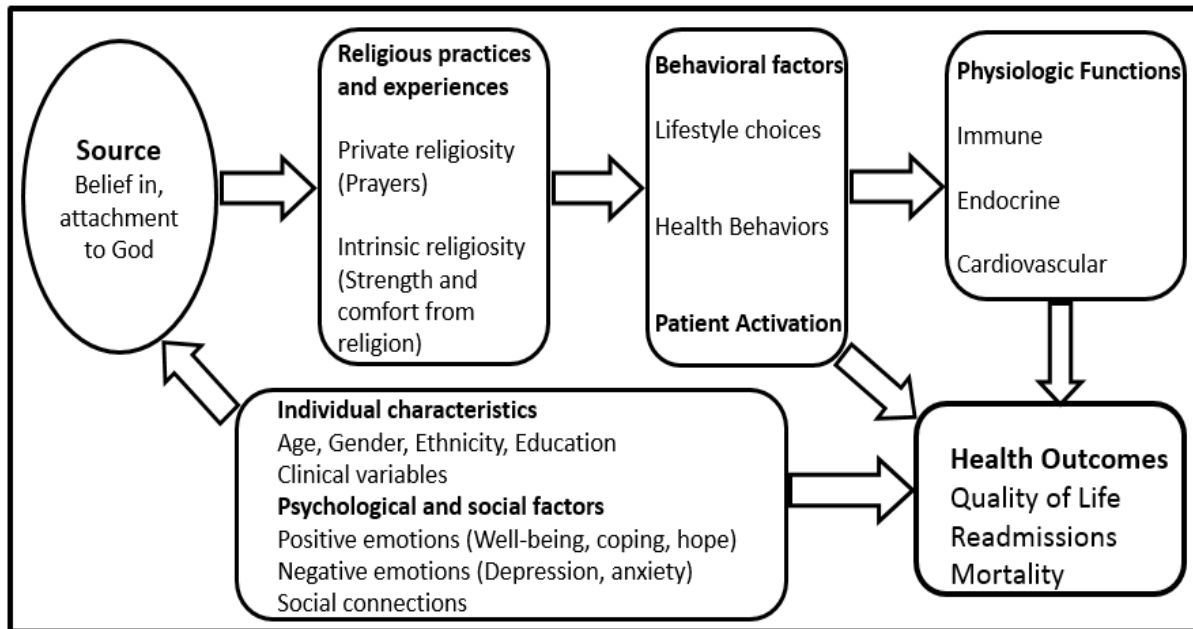 Source
Belief in,
attachment
to God
Religious practices
and experiences
Private religiosity
(Prayers)
Intrinsic religiosity
(Strength and
comfort from
religion)
Behavioral factors
Lifestyle choices
Health Behaviors
Patient Activation
Physiologic Functions
Immune
Endocrine
Cardiovascular
Individual characteristics
Age, Gender, Ethnicity, Education
Clinical variables
Psychological and social factors
Positive emotions (Well-being, coping, hope)
Negative emotions (Depression, anxiety)
Social connections
Health Outcomes
Quality of Life
Readmissions
Mortality